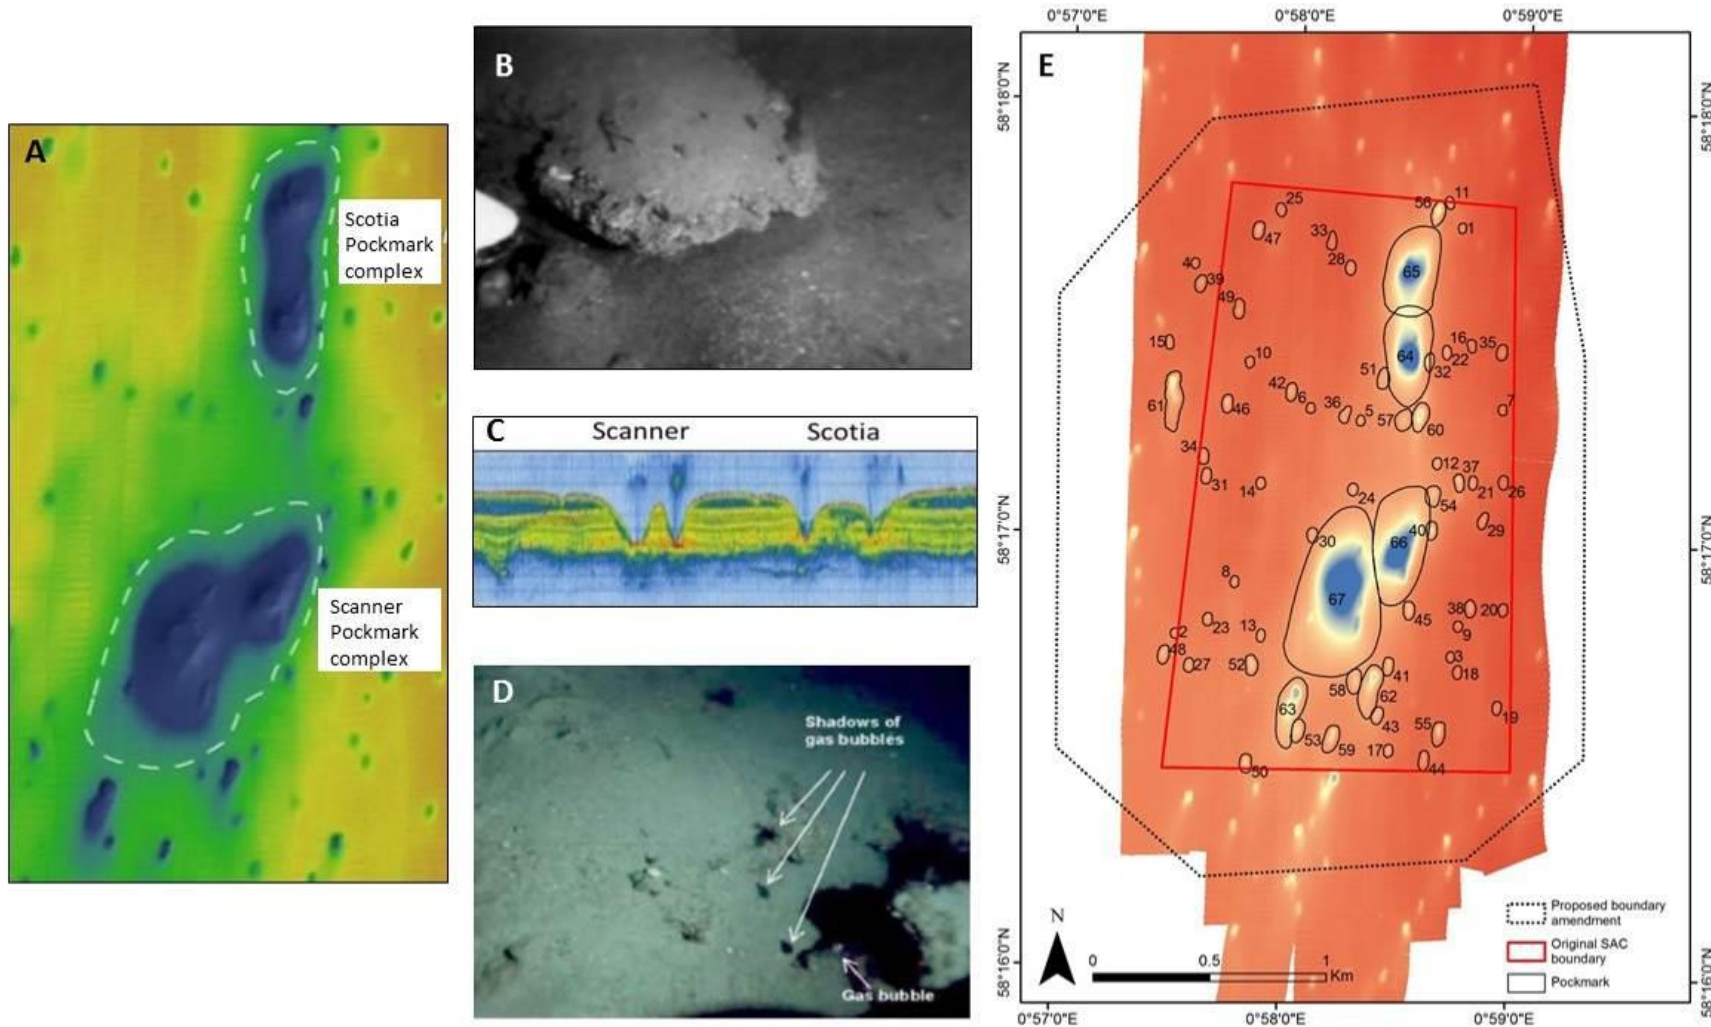 A
Scotia
Pockmark
complex
Scanner
Pockmark
complex
B
C
Scanner
Scotia
D
Shadows of
gas bubbles
Gas bubble
E
0°57'0"E
0°58'0"E
0°59'0"E
58°18'0"N
58°18'0"N
58°17'0"N
58°17'0"N
58°16'0"N
58°16'0"N
11
56
25
01
47
33
28
65
4
39
49
15
16
35
22
64
10
32
51
42
6
36
5
7
61
46
57
60
34
12
37
31
14
24
21
26
54
29
40
30
66
8
67
38
20
45
23
13
9
2
48
27
52
3
41
18
58
62
63
19
43
55
53
59
17
50
44
N
0
0.5
1
Km
Proposed boundary
amendment
Original SAC
boundary
Pockmark
0°57'0"E
0°58'0"E
0°59'0"E